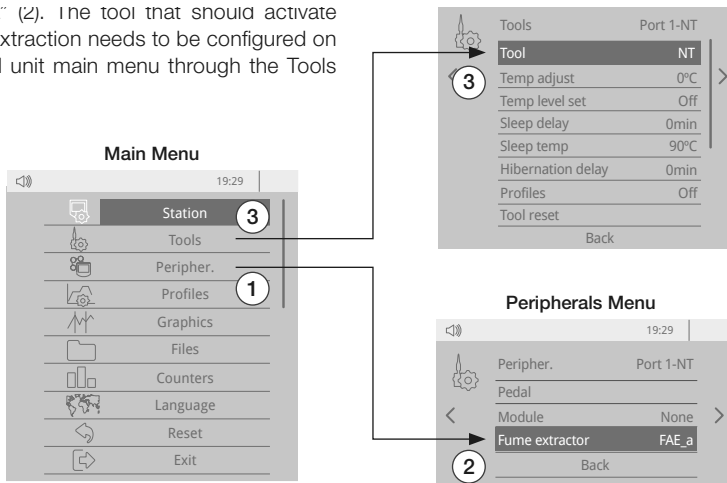 (2). The tool that should activate
xtraction needs to be configured on
unit main menu through the Tools
Main Menu
19:29
Station
3
Tools
Peripher.
1
Profiles
Graphics
Files
Counters
Language
Reset
Exit
Tools Port 1-NT
Tool NT
3
Temp adjust 0ºC
Temp level set Off
Sleep delay 0min
Sleep temp 90ºC
Hibernation delay 0min
Profiles Off
Tool reset
Back
Peripherals Menu
19:29
Peripher. Port 1-NT
Pedal
Module None
Fume extractor FAE_a
2
Back